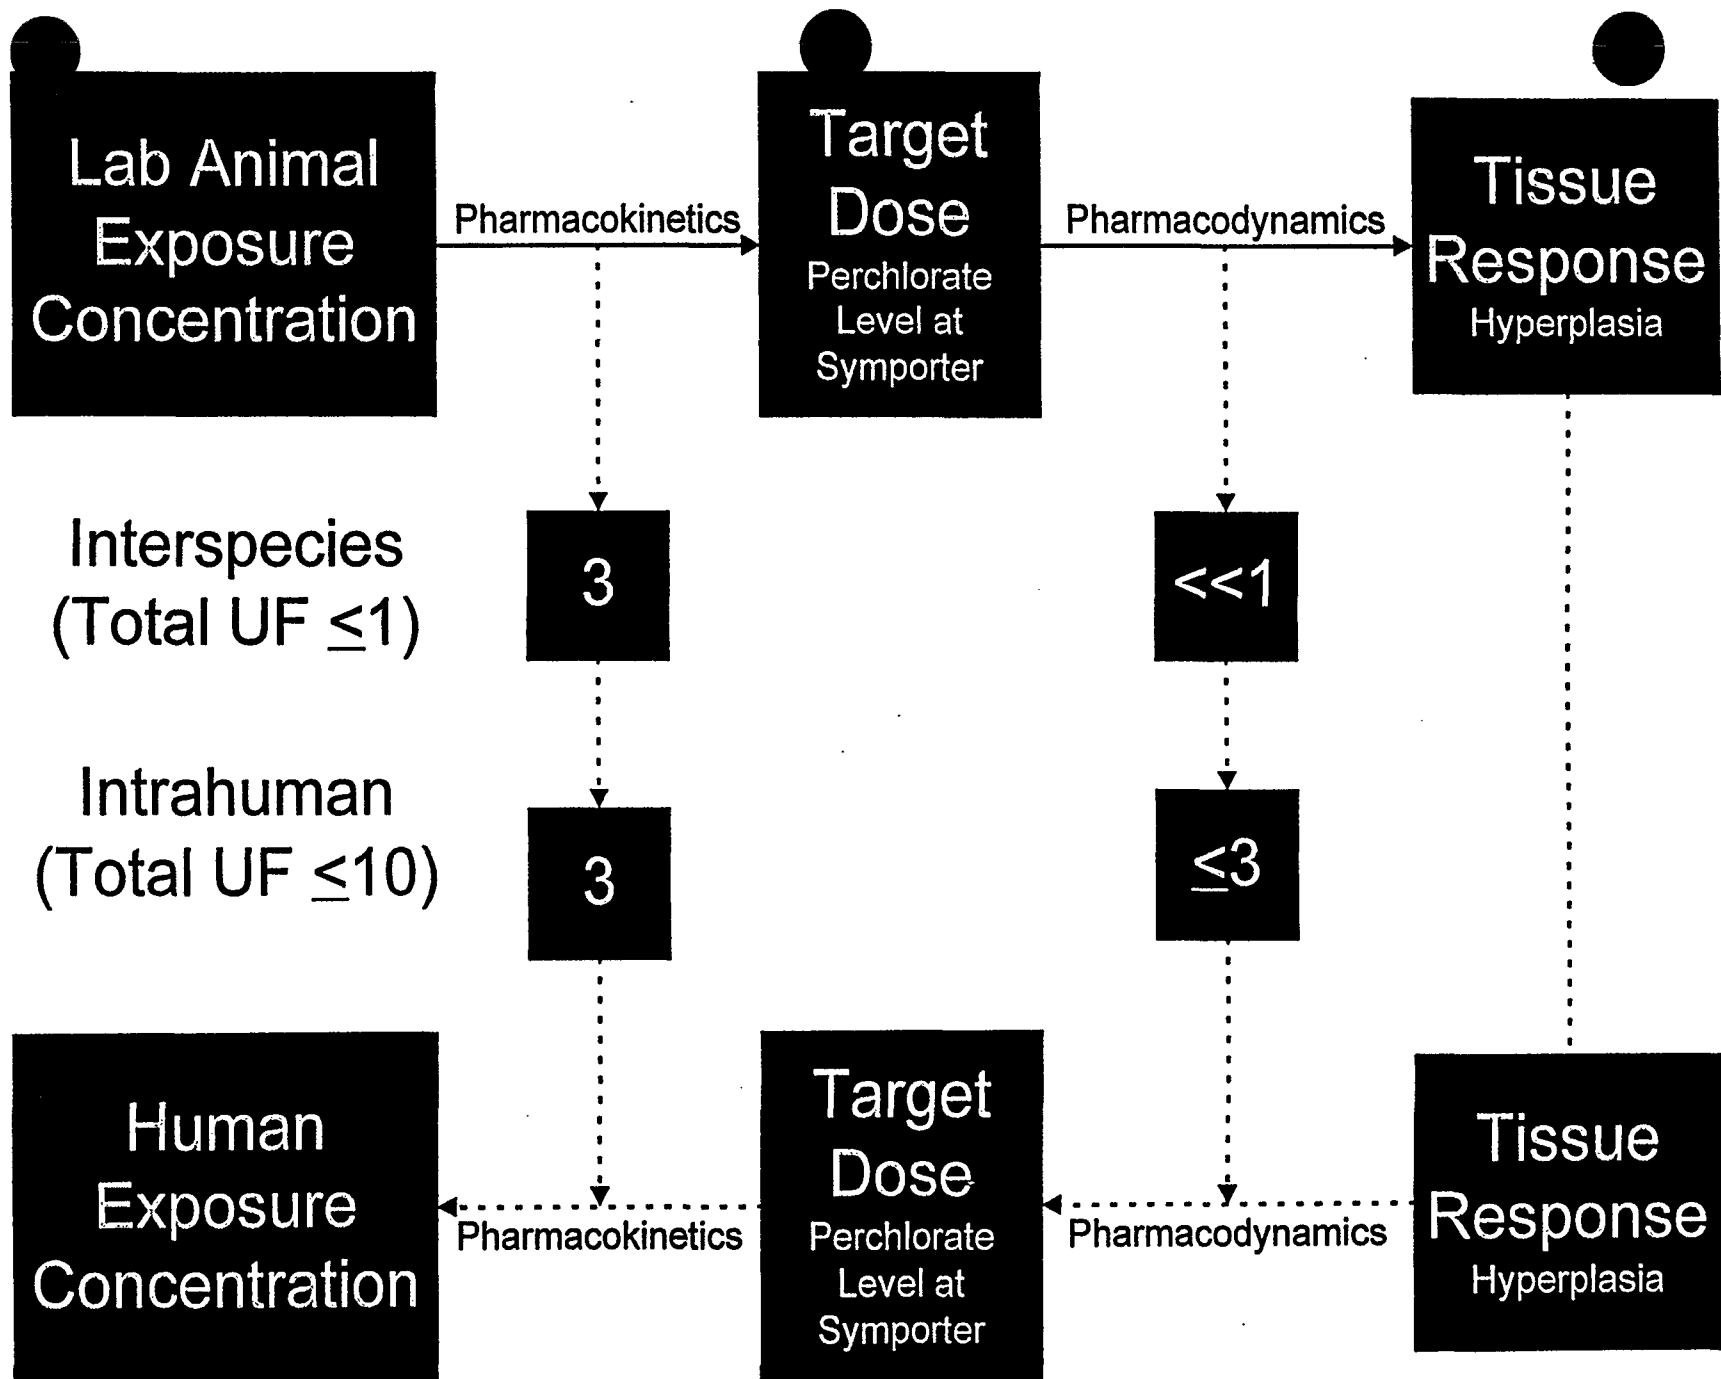 Lab Animal
Exposure
Concentration
Pharmacokinetics
Target
Dose
Perchlorate
Level at
Symporter
Pharmacodynamics
Tissue
Response
Hyperplasia
Interspecies
(Total UF ≤1)
3
<<1
Intrahuman
(Total UF ≤10)
3
≤3
Human
Exposure
Concentration
Pharmacokinetics
Target
Dose
Perchlorate
Level at
Symporter
Pharmacodynamics
Tissue
Response
Hyperplasia